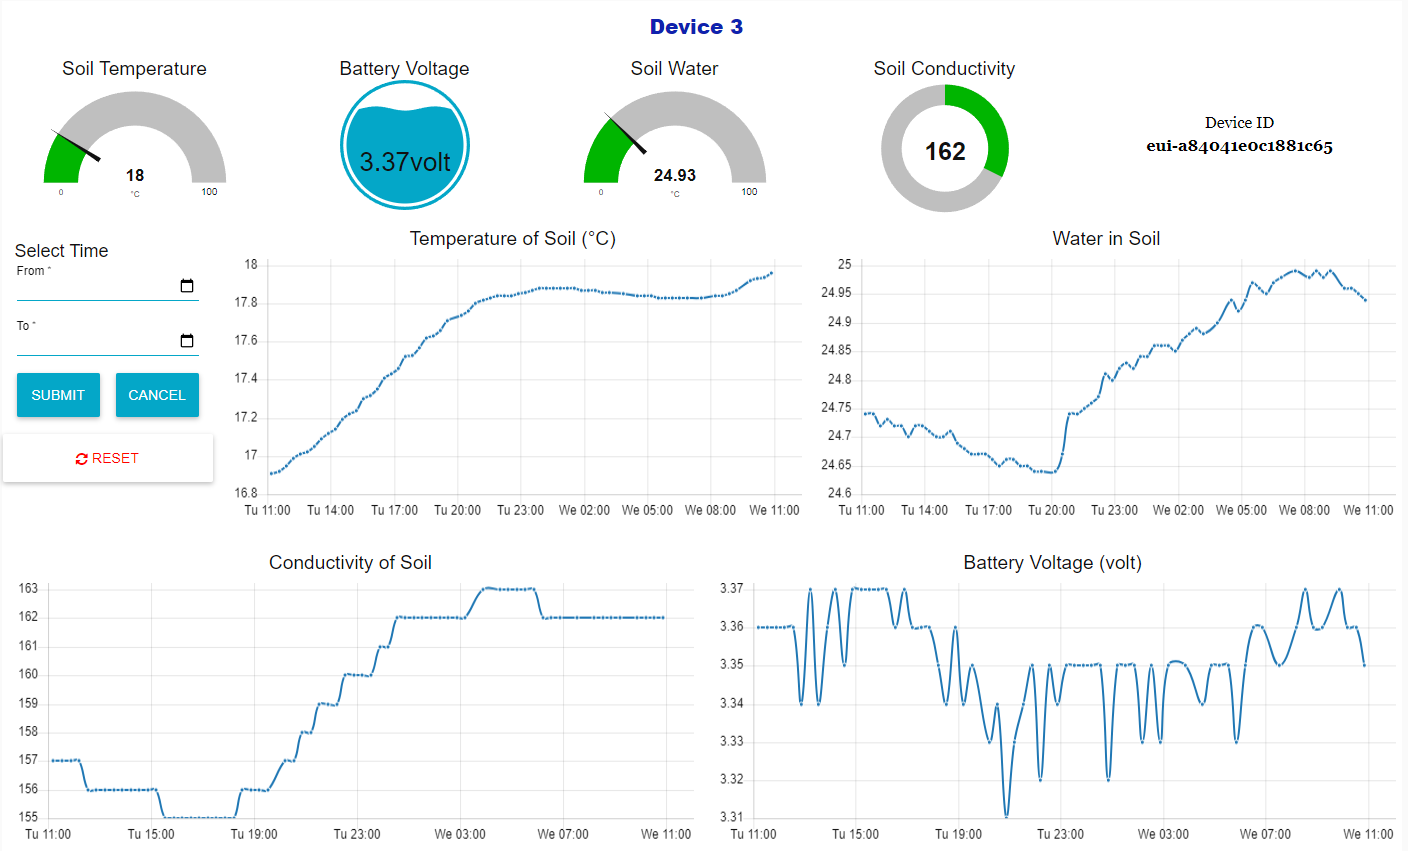 Device 3
Soil Temperature
Battery Voltage
Soil Water
Soil Conductivity
18
0
°C
100
3.37volt
24.93
0
°C
100
162
Device ID
eui-a84041e0c1881c65
Select Time
From *
To *
SUBMIT
CANCEL
RESET
Temperature of Soil (°C)
18
17.8
17.6
17.4
17.2
17
16.8
Tu 11:00 Tu 14:00 Tu 17:00 Tu 20:00 Tu 23:00 We 02:00 We 05:00 We 08:00 We 11:00
Water in Soil
25
24.95
24.9
24.85
24.8
24.75
24.7
24.65
24.6
Tu 11:00 Tu 14:00 Tu 17:00 Tu 20:00 Tu 23:00 We 02:00 We 05:00 We 08:00 We 11:00
Conductivity of Soil
163
162
161
160
159
158
157
156
155
Tu 11:00 Tu 15:00 Tu 19:00 Tu 23:00 We 03:00 We 07:00 We 11:00
Battery Voltage (volt)
3.37
3.36
3.35
3.34
3.33
3.32
3.31
Tu 11:00 Tu 15:00 Tu 19:00 Tu 23:00 We 03:00 We 07:00 We 11:00